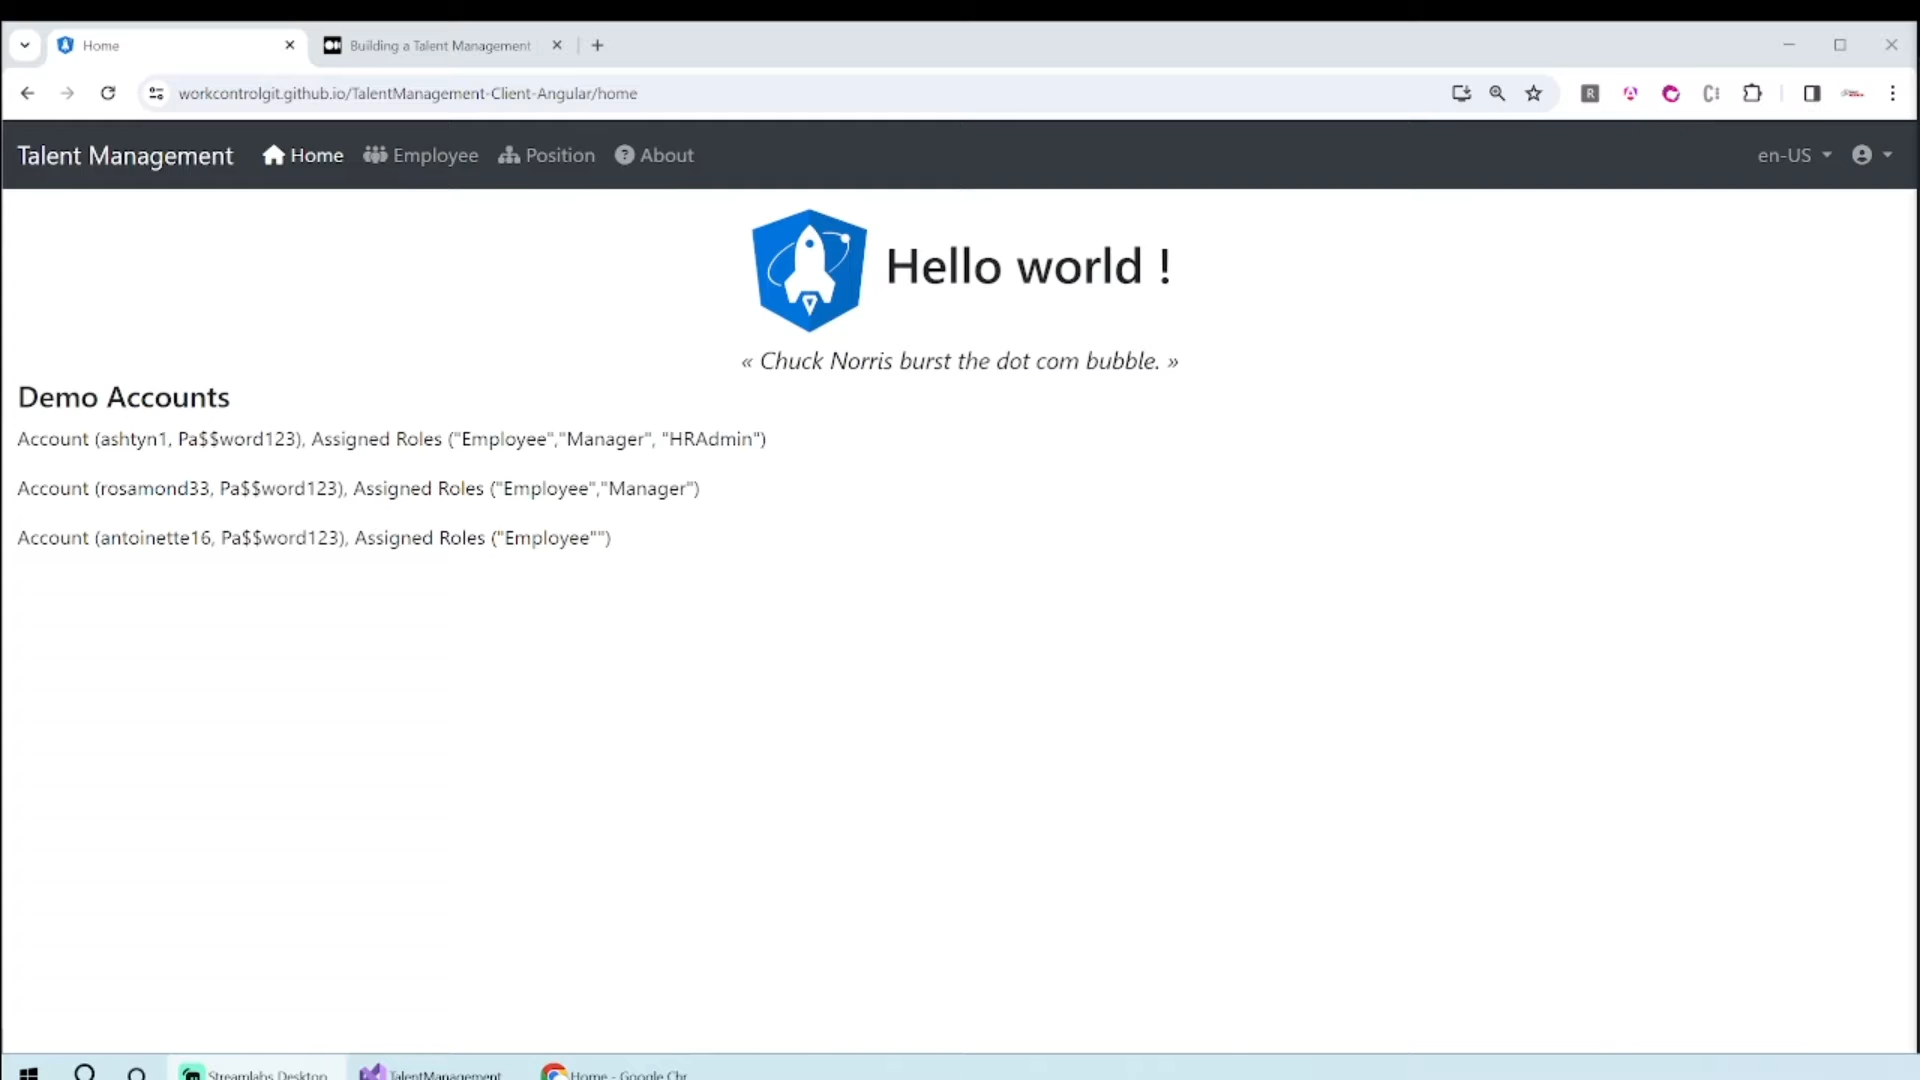 Home
Building a Talent Management
workcontrolgit.github.io/TalentManagement-Client-Angular/home
R
Talent Management
Home
Employee
Position
About
en-US
Hello world !
« Chuck Norris burst the dot com bubble. »
Demo Accounts
Account (ashtyn1, Pa$$word123), Assigned Roles ("Employee","Manager", "HRAdmin")
Account (rosamond33, Pa$$word123), Assigned Roles ("Employee","Manager")
Account (antoinette16, Pa$$word123), Assigned Roles ("Employee"")
Streamlabs Desktop
TalentManagement
Home - Google Chr